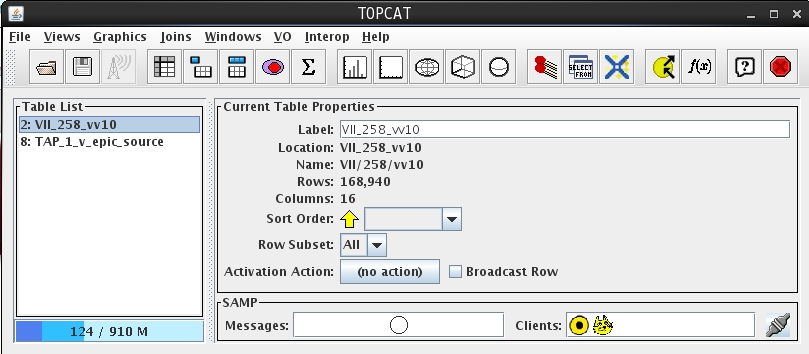 TOPCAT
File Views Graphics Joins Windows VO Interop Help
Σ SELECT FROM f(x) ?
Table List
2: VII_258_vv10
8: TAP_1_v_epic_source
124 / 910 M
Current Table Properties
Label: VII_258_vv10
Location: VII_258_vv10
Name: VII/258/vv10
Rows: 168,940
Columns: 16
Sort Order:
Row Subset: All
Activation Action: (no action) Broadcast Row
SAMP
Messages: Clients: